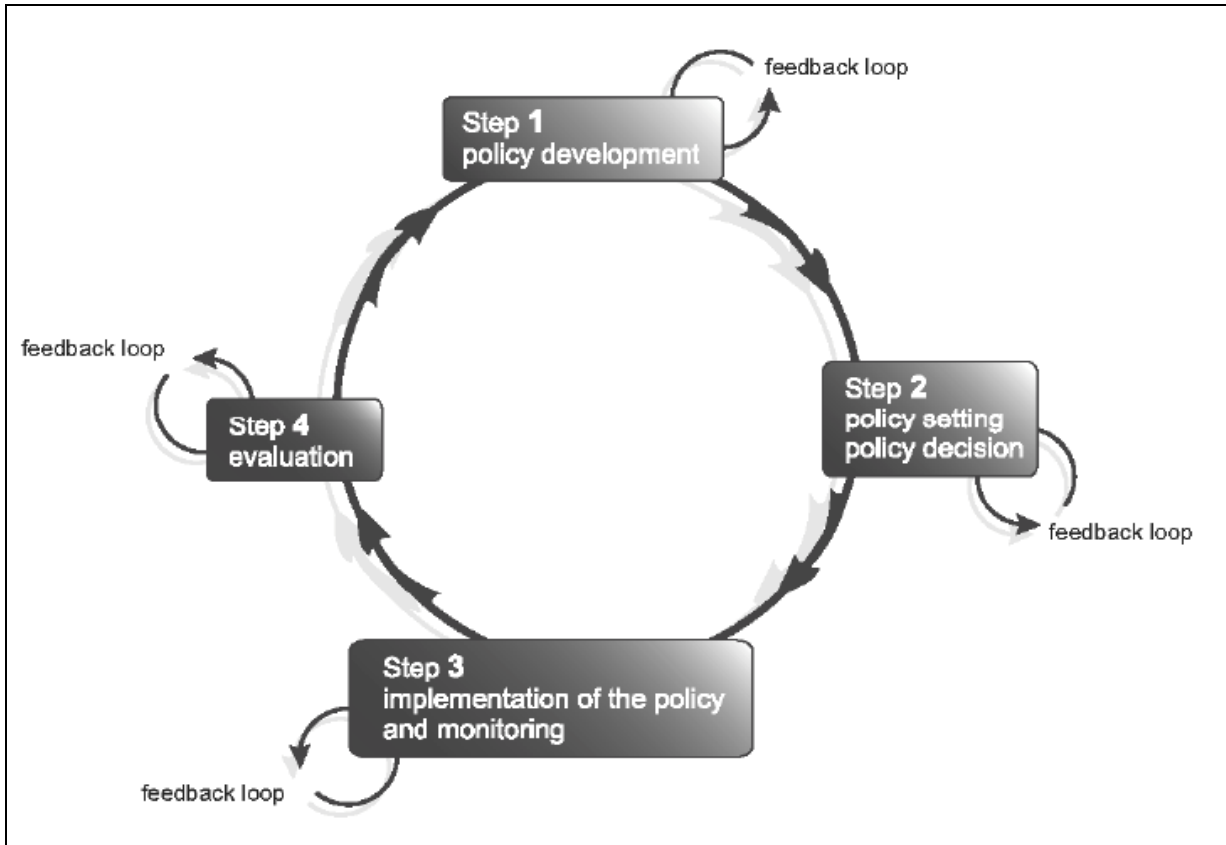 feedback loop
Step 1
policy development
feedback loop
Step 2
policy setting
policy decision
feedback loop
Step 4
evaluation
Step 3
implementation of the policy
and monitoring
feedback loop